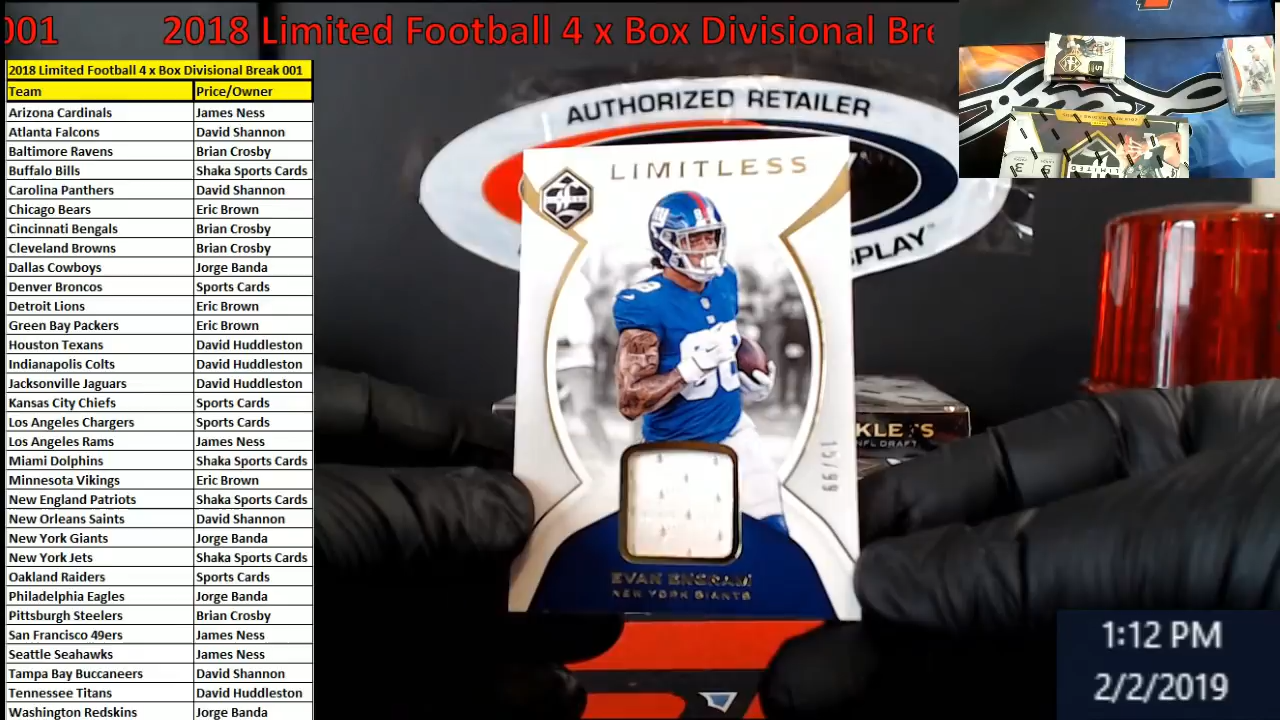 001 2018 Limited Football 4 x Box Divisional Bre
2018 Limited Football 4 x Box Divisional Break 001
Team Price/Owner
Arizona Cardinals James Ness
Atlanta Falcons David Shannon
Baltimore Ravens Brian Crosby
Buffalo Bills Shaka Sports Cards
Carolina Panthers David Shannon
Chicago Bears Eric Brown
Cincinnati Bengals Brian Crosby
Cleveland Browns Brian Crosby
Dallas Cowboys Jorge Banda
Denver Broncos Sports Cards
Detroit Lions Eric Brown
Green Bay Packers Eric Brown
Houston Texans David Huddleston
Indianapolis Colts David Huddleston
Jacksonville Jaguars David Huddleston
Kansas City Chiefs Sports Cards
Los Angeles Chargers Sports Cards
Los Angeles Rams James Ness
Miami Dolphins Shaka Sports Cards
Minnesota Vikings Eric Brown
New England Patriots Shaka Sports Cards
New Orleans Saints David Shannon
New York Giants Jorge Banda
New York Jets Shaka Sports Cards
Oakland Raiders Sports Cards
Philadelphia Eagles Jorge Banda
Pittsburgh Steelers Brian Crosby
San Francisco 49ers James Ness
Seattle Seahawks James Ness
Tampa Bay Buccaneers David Shannon
Tennessee Titans David Huddleston
Washington Redskins Jorge Banda
AUTHORIZED RETAILER
SPLAY™
LIMITLESS
15/99
EVAN ENGRAM
NEW YORK GIANTS
KLETS
NFL DRAFT
1:12 PM
2/2/2019